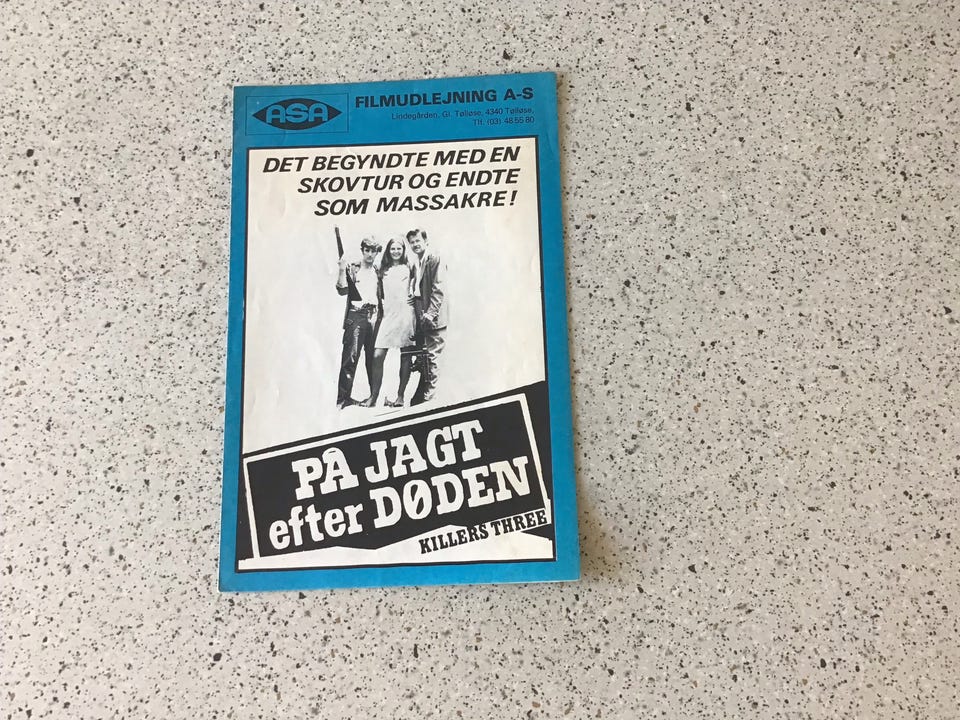 ASA
FILMUDLEJNING A-S
Lindegården, Gl. Tølløse, 4340 Tølløse,
Tlf. (03) 48 55 80
DET BEGYNDTE MED EN
SKOVTUR OG ENDTE
SOM MASSAKRE!
PÅ JAGT
efter DØDEN
KILLERS THREE